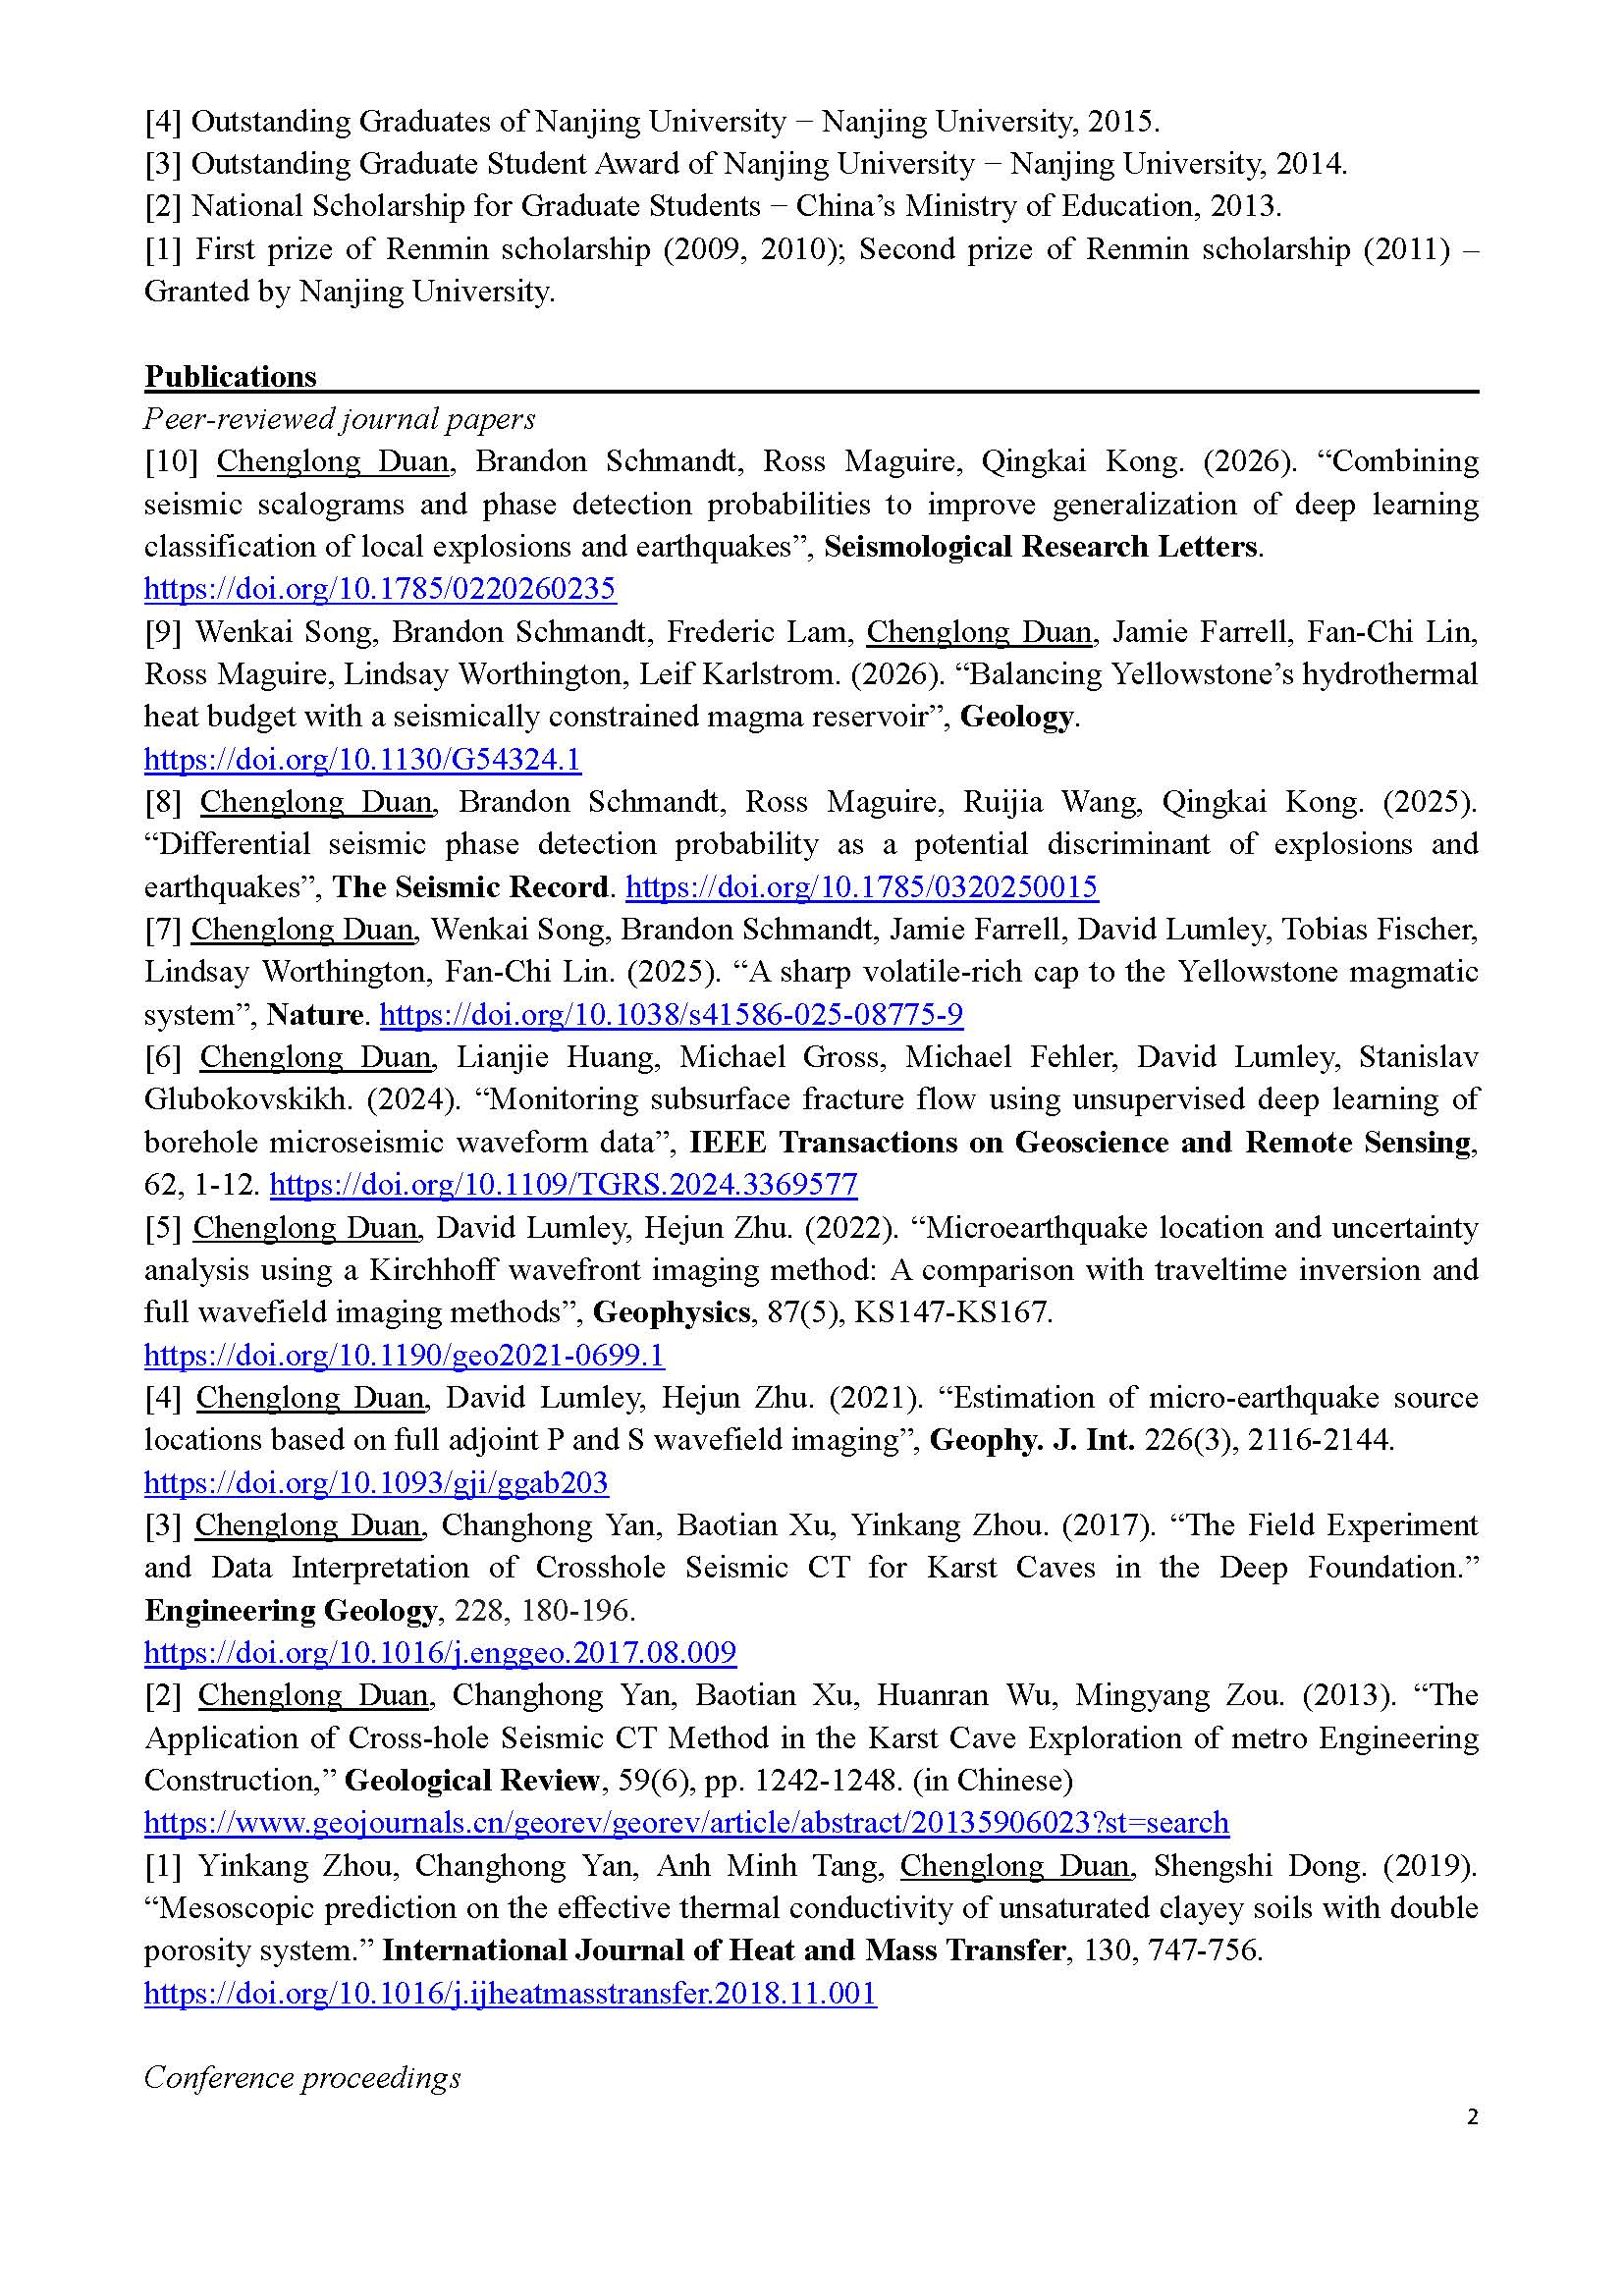 [4] Outstanding Graduates of Nanjing University − Nanjing University, 2015.
[3] Outstanding Graduate Student Award of Nanjing University − Nanjing University, 2014.
[2] National Scholarship for Graduate Students − China’s Ministry of Education, 2013.
[1] First prize of Renmin scholarship (2009, 2010); Second prize of Renmin scholarship (2011) –
Granted by Nanjing University.
Publications
Peer-reviewed journal papers
[10] Chenglong Duan, Brandon Schmandt, Ross Maguire, Qingkai Kong. (2026). “Combining
seismic scalograms and phase detection probabilities to improve generalization of deep learning
classification of local explosions and earthquakes”, Seismological Research Letters.
https://doi.org/10.1785/0220260235
[9] Wenkai Song, Brandon Schmandt, Frederic Lam, Chenglong Duan, Jamie Farrell, Fan-Chi Lin,
Ross Maguire, Lindsay Worthington, Leif Karlstrom. (2026). “Balancing Yellowstone’s hydrothermal
heat budget with a seismically constrained magma reservoir”, Geology.
https://doi.org/10.1130/G54324.1
[8] Chenglong Duan, Brandon Schmandt, Ross Maguire, Ruijia Wang, Qingkai Kong. (2025).
“Differential seismic phase detection probability as a potential discriminant of explosions and
earthquakes”, The Seismic Record. https://doi.org/10.1785/0320250015
[7] Chenglong Duan, Wenkai Song, Brandon Schmandt, Jamie Farrell, David Lumley, Tobias Fischer,
Lindsay Worthington, Fan-Chi Lin. (2025). “A sharp volatile-rich cap to the Yellowstone magmatic
system”, Nature. https://doi.org/10.1038/s41586-025-08775-9
[6] Chenglong Duan, Lianjie Huang, Michael Gross, Michael Fehler, David Lumley, Stanislav
Glubokovskikh. (2024). “Monitoring subsurface fracture flow using unsupervised deep learning of
borehole microseismic waveform data”, IEEE Transactions on Geoscience and Remote Sensing,
62, 1-12. https://doi.org/10.1109/TGRS.2024.3369577
[5] Chenglong Duan, David Lumley, Hejun Zhu. (2022). “Microearthquake location and uncertainty
analysis using a Kirchhoff wavefront imaging method: A comparison with traveltime inversion and
full wavefield imaging methods”, Geophysics, 87(5), KS147-KS167.
https://doi.org/10.1190/geo2021-0699.1
[4] Chenglong Duan, David Lumley, Hejun Zhu. (2021). “Estimation of micro-earthquake source
locations based on full adjoint P and S wavefield imaging”, Geophy. J. Int. 226(3), 2116-2144.
https://doi.org/10.1093/gji/ggab203
[3] Chenglong Duan, Changhong Yan, Baotian Xu, Yinkang Zhou. (2017). “The Field Experiment
and Data Interpretation of Crosshole Seismic CT for Karst Caves in the Deep Foundation.”
Engineering Geology, 228, 180-196.
https://doi.org/10.1016/j.enggeo.2017.08.009
[2] Chenglong Duan, Changhong Yan, Baotian Xu, Huanran Wu, Mingyang Zou. (2013). “The
Application of Cross-hole Seismic CT Method in the Karst Cave Exploration of metro Engineering
Construction,” Geological Review, 59(6), pp. 1242-1248. (in Chinese)
https://www.geojournals.cn/georev/georev/article/abstract/20135906023?st=search
[1] Yinkang Zhou, Changhong Yan, Anh Minh Tang, Chenglong Duan, Shengshi Dong. (2019).
“Mesoscopic prediction on the effective thermal conductivity of unsaturated clayey soils with double
porosity system.” International Journal of Heat and Mass Transfer, 130, 747-756.
https://doi.org/10.1016/j.ijheatmasstransfer.2018.11.001
Conference proceedings
2